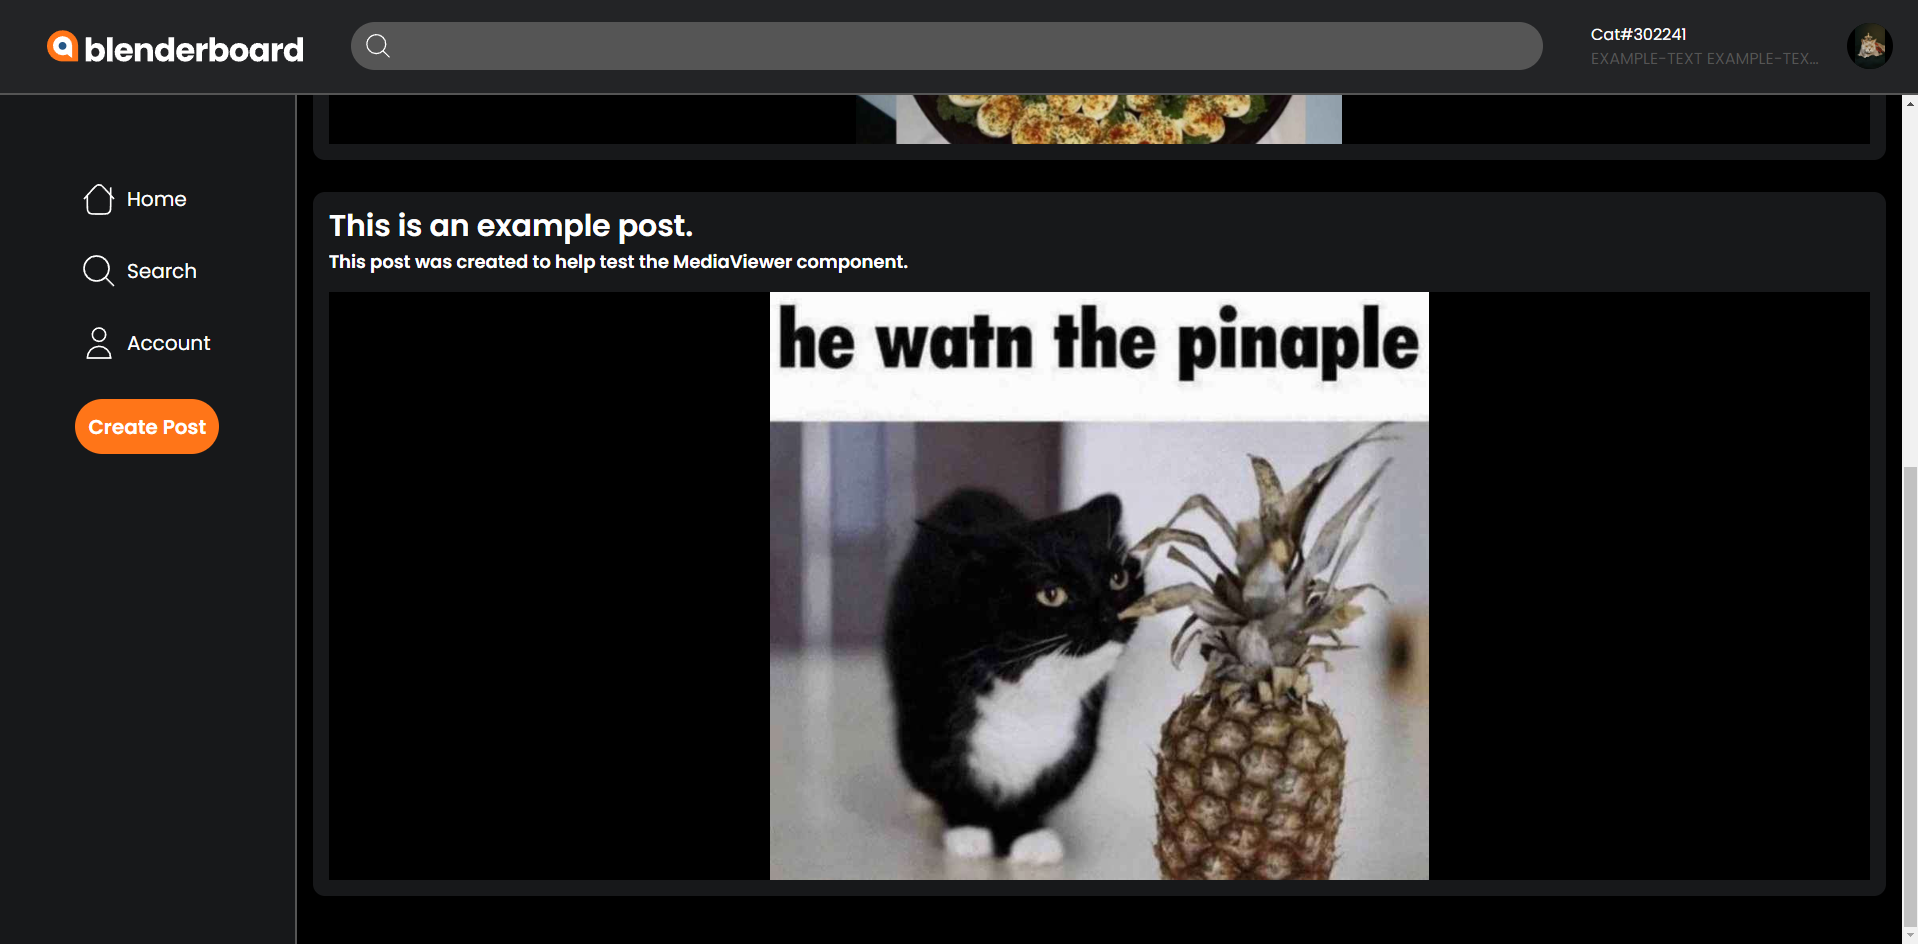 blenderboard
Cat#302241
EXAMPLE-TEXT EXAMPLE-TEX...
Home
Search
Account
Create Post
This is an example post.
This post was created to help test the MediaViewer component.
he watn the pinaple